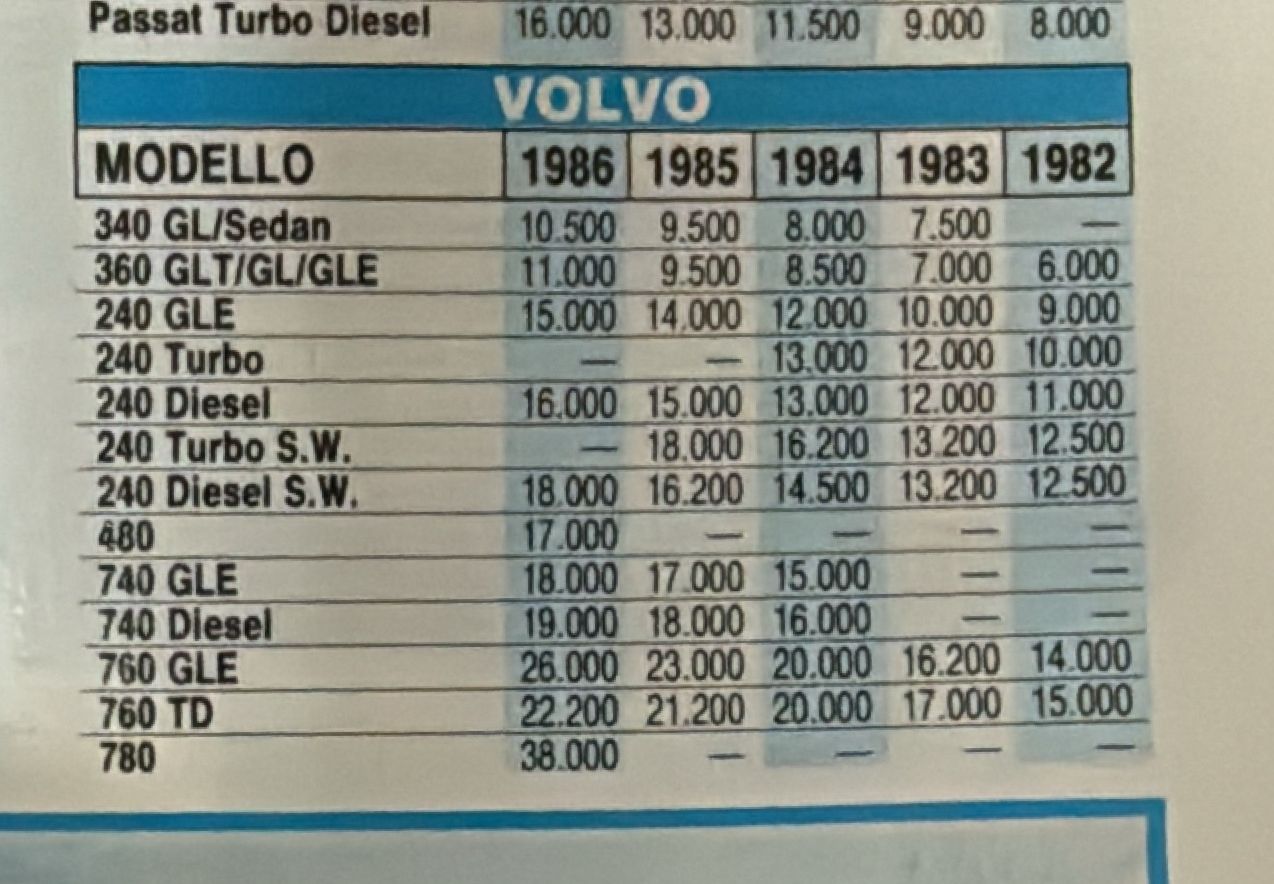 Passat Turbo Diesel 16.000 13.000 11.500 9.000 8.000
VOLVO
MODELLO 1986 1985 1984 1983 1982
340 GL/Sedan 10.500 9.500 8.000 7.500 —
360 GLT/GL/GLE 11.000 9.500 8.500 7.000 6.000
240 GLE 15.000 14.000 12.000 10.000 9.000
240 Turbo — — 13.000 12.000 10.000
240 Diesel 16.000 15.000 13.000 12.000 11.000
240 Turbo S.W. — 18.000 16.200 13.200 12.500
240 Diesel S.W. 18.000 16.200 14.500 13.200 12.500
480 17.000 — — — —
740 GLE 18.000 17.000 15.000 — —
740 Diesel 19.000 18.000 16.000 — —
760 GLE 26.000 23.000 20.000 16.200 14.000
760 TD 22.200 21.200 20.000 17.000 15.000
780 38.000 — — — —